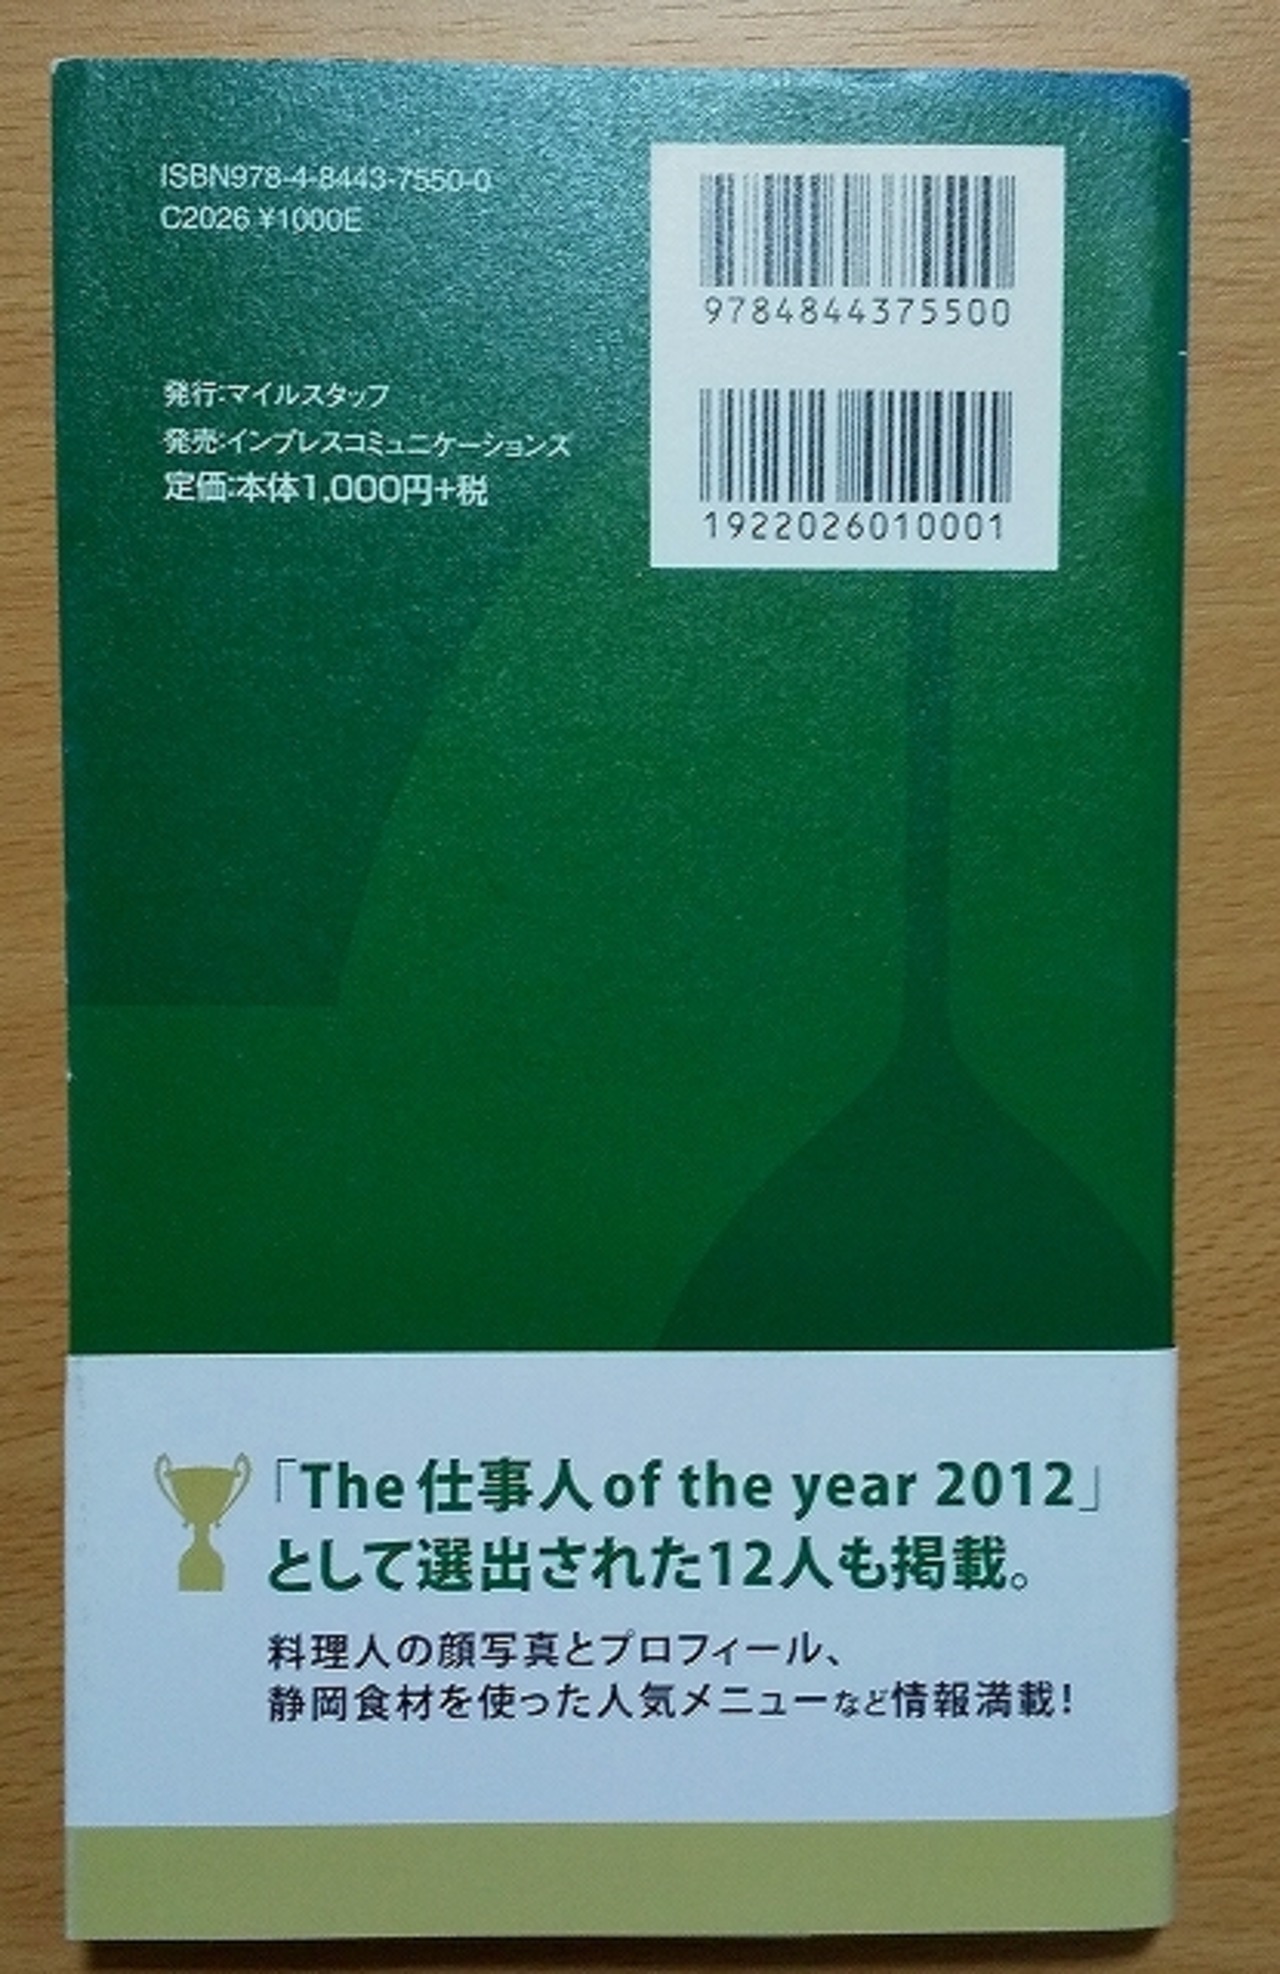 ISBN978-4-8443-7550-0
C2026 ¥1000E
9784844375500
発行:マイルスタッフ
発売:インプレスコミュニケーションズ
定価:本体1,000円+税
1922026010001
「The 仕事人 of the year 2012」
として選出された12人も掲載。
料理人の顔写真とプロフィール、
静岡食材を使った人気メニューなど情報満載!